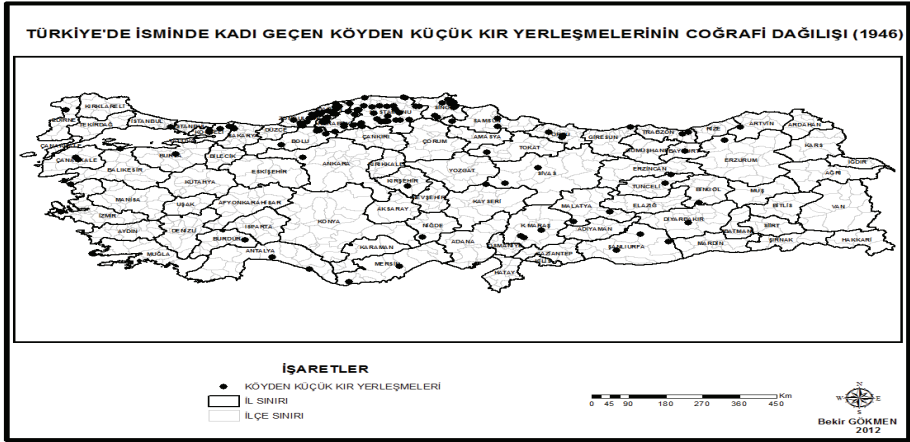 TÜRKİYE'DE İSMİNDE KADI GEÇEN KÖYDEN KÜÇÜK KIR YERLEŞMELERİNİN COĞRAFİ DAĞILIŞI (1946)
KIRKLARELİ
EDİRNE
TEKİRDAĞ
İSTANBUL
DÜZCE
BOLU
ÇANKIRI
ÇORUM
SAMSUN
AMASYA
TOKAT
GİRESUN
TRABZON
RİZE
ARTVİN
ARDAHAN
KARS
ÇANAKKALE
BALIKESİR
BİLECİK
ESKİŞEHİR
ANKARA
YOZGAT
SİVAS
ERZİNCAN
ERZURUM
IĞDIR
AĞRI
KÜTAHYA
MANİSA
UŞAK
AFYONKARAHİSAR
KIRŞEHİR
KAYSERİ
MALATYA
ELAZIĞ
TUNCELİ
BİNGÖL
MUŞ
BİTLİS
VAN
İZMİR
AYDIN
DENİZLİ
BURDUR
ISPARTA
KONYA
AKSARAY
NİĞDE
K.MARAŞ
ADIYAMAN
DİYARBAKIR
BATMAN
SİİRT
MUĞLA
ANTALYA
KARAMAN
MERSİN
ADANA
GAZİANTEP
ŞANLIURFA
MARDİN
ŞIRNAK
HAKKARİ
HATAY
İŞARETLER
KÖYDEN KÜÇÜK KIR YERLEŞMELERİ
İL SINIRI
İLÇE SINIRI
Km
0 45 90 180 270 360 450
N
W E
S
Bekir GÖKMEN
2012